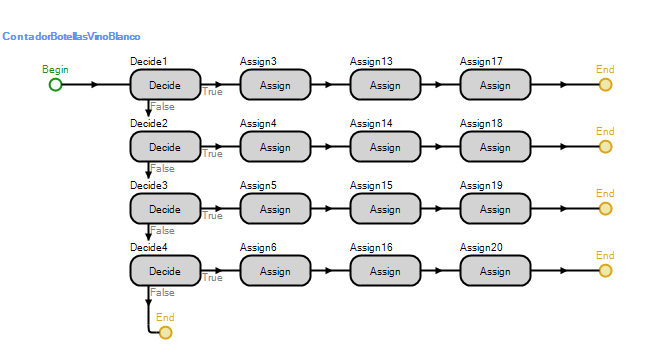 ContadorBotellasVinoBlanco
Begin
Decide1
Decide
True
False
Assign3
Assign
Assign13
Assign
Assign17
Assign
End
Decide2
Decide
True
False
Assign4
Assign
Assign14
Assign
Assign18
Assign
End
Decide3
Decide
True
False
Assign5
Assign
Assign15
Assign
Assign19
Assign
End
Decide4
Decide
True
False
Assign6
Assign
Assign16
Assign
Assign20
Assign
End
End